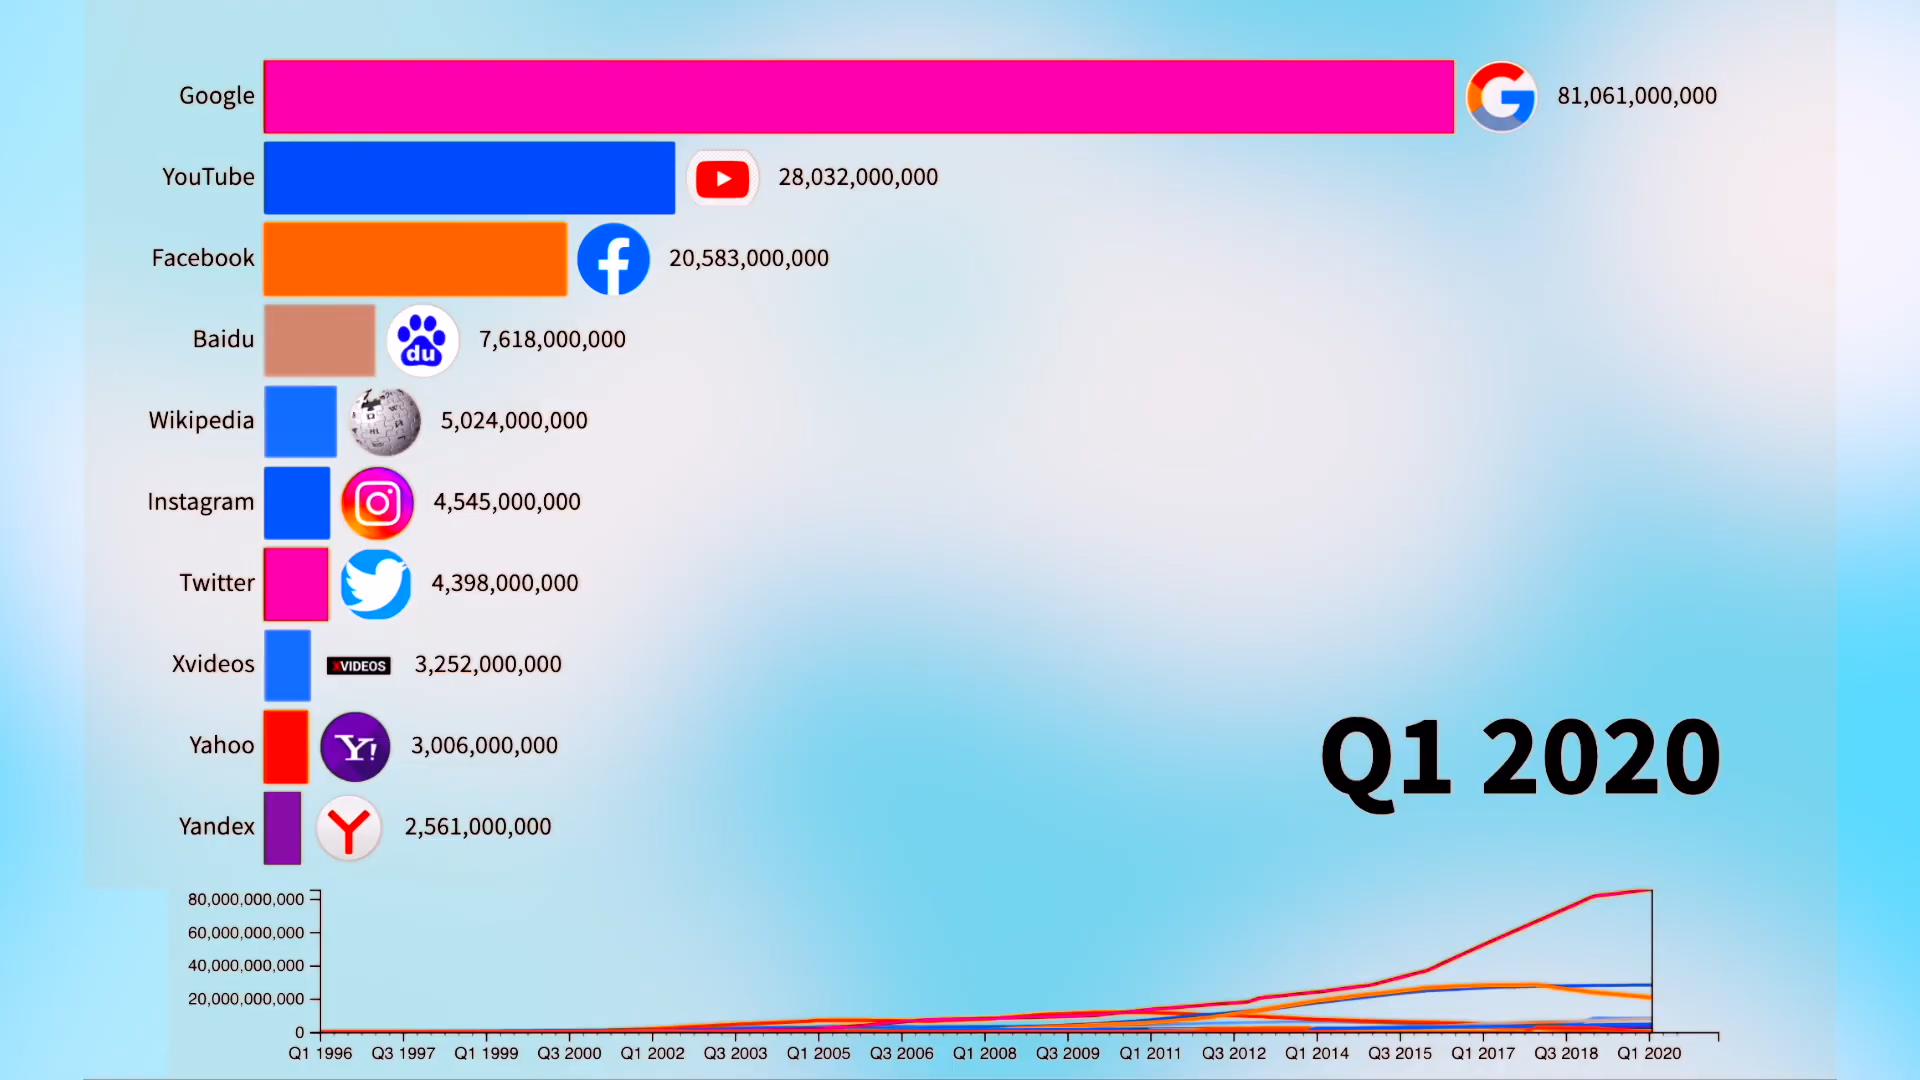 Google 81,061,000,000
YouTube 28,032,000,000
Facebook 20,583,000,000
Baidu du 7,618,000,000
Wikipedia 5,024,000,000
Instagram 4,545,000,000
Twitter 4,398,000,000
Xvideos XVIDEOS 3,252,000,000
Yahoo Y! 3,006,000,000
Yandex Y 2,561,000,000
Q1 2020
80,000,000,000
60,000,000,000
40,000,000,000
20,000,000,000
0
Q1 1996 Q3 1997 Q1 1999 Q3 2000 Q1 2002 Q3 2003 Q1 2005 Q3 2006 Q1 2008 Q3 2009 Q1 2011 Q3 2012 Q1 2014 Q3 2015 Q1 2017 Q3 2018 Q1 2020